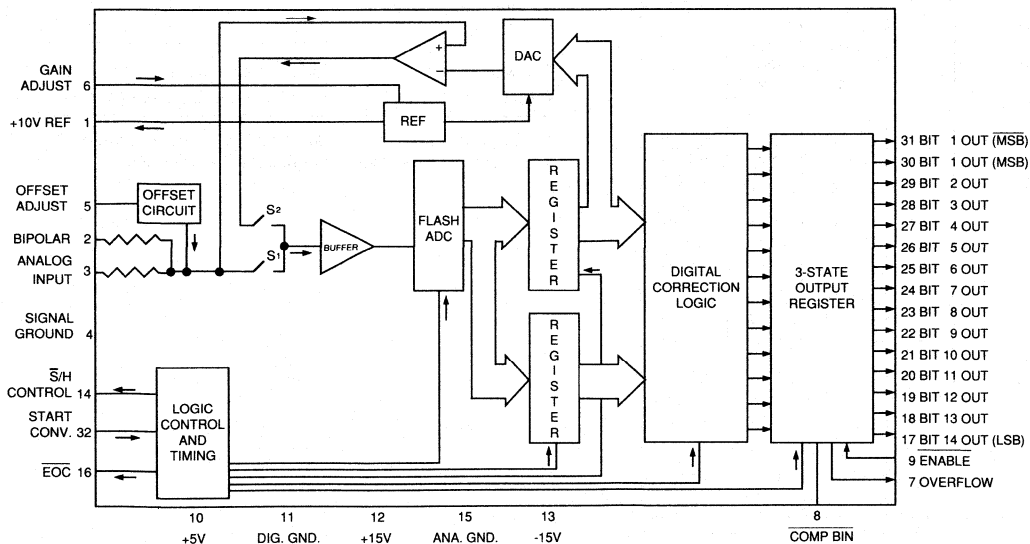 GAIN
ADJUST 6
+10V REF 1
OFFSET
ADJUST 5
BIPOLAR 2
ANALOG
INPUT 3
SIGNAL
GROUND 4
S̅/H
CONTROL 14
START
CONV. 32
E̅O̅C̅ 16
+
−
DAC
REF
OFFSET
CIRCUIT
S2
S1
BUFFER
FLASH
ADC
REGISTER
REGISTER
LOGIC
CONTROL
AND
TIMING
DIGITAL
CORRECTION
LOGIC
3-STATE
OUTPUT
REGISTER
31 BIT 1 OUT (M̅S̅B̅)
30 BIT 1 OUT (MSB)
29 BIT 2 OUT
28 BIT 3 OUT
27 BIT 4 OUT
26 BIT 5 OUT
25 BIT 6 OUT
24 BIT 7 OUT
23 BIT 8 OUT
22 BIT 9 OUT
21 BIT 10 OUT
20 BIT 11 OUT
19 BIT 12 OUT
18 BIT 13 OUT
17 BIT 14 OUT (LSB)
9 E̅N̅A̅B̅L̅E̅
7 OVERFLOW
10 11 12 15 13 8
+5V DIG. GND. +15V ANA. GND. -15V C̅O̅M̅P̅ B̅I̅N̅